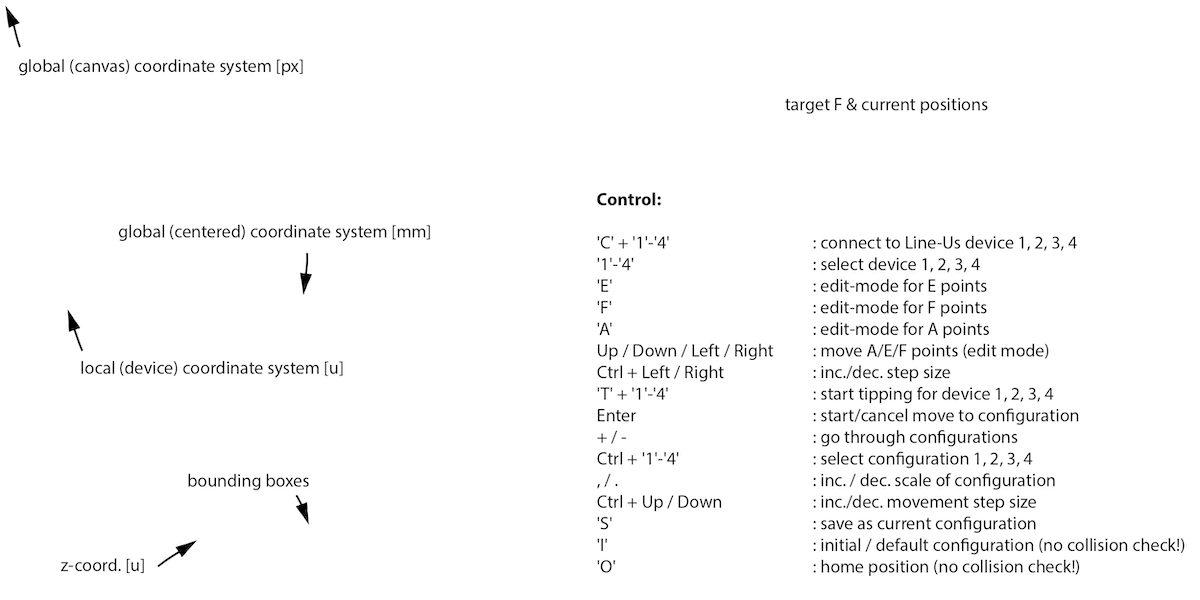 global (canvas) coordinate system [px]
target F & current positions
global (centered) coordinate system [mm]
local (device) coordinate system [u]
bounding boxes
z-coord. [u]
Control:
'C' + '1'-'4' : connect to Line-Us device 1, 2, 3, 4
'1'-'4' : select device 1, 2, 3, 4
'E' : edit-mode for E points
'F' : edit-mode for F points
'A' : edit-mode for A points
Up / Down / Left / Right : move A/E/F points (edit mode)
Ctrl + Left / Right : inc./dec. step size
'T' + '1'-'4' : start tipping for device 1, 2, 3, 4
Enter : start/cancel move to configuration
+ / - : go through configurations
Ctrl + '1'-'4' : select configuration 1, 2, 3, 4
, / . : inc. / dec. scale of configuration
Ctrl + Up / Down : inc./dec. movement step size
'S' : save as current configuration
'I' : initial / default configuration (no collision check!)
'O' : home position (no collision check!)